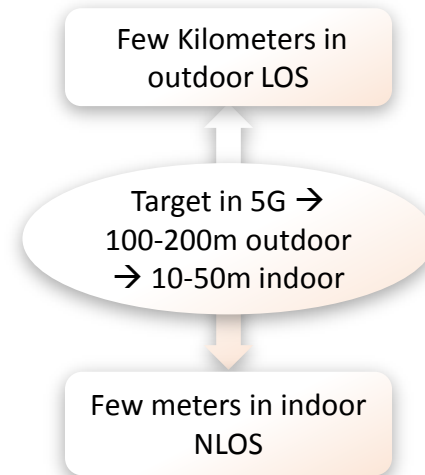 Few Kilometers in
outdoor LOS
Target in 5G →
100-200m outdoor
→ 10-50m indoor
Few meters in indoor
NLOS